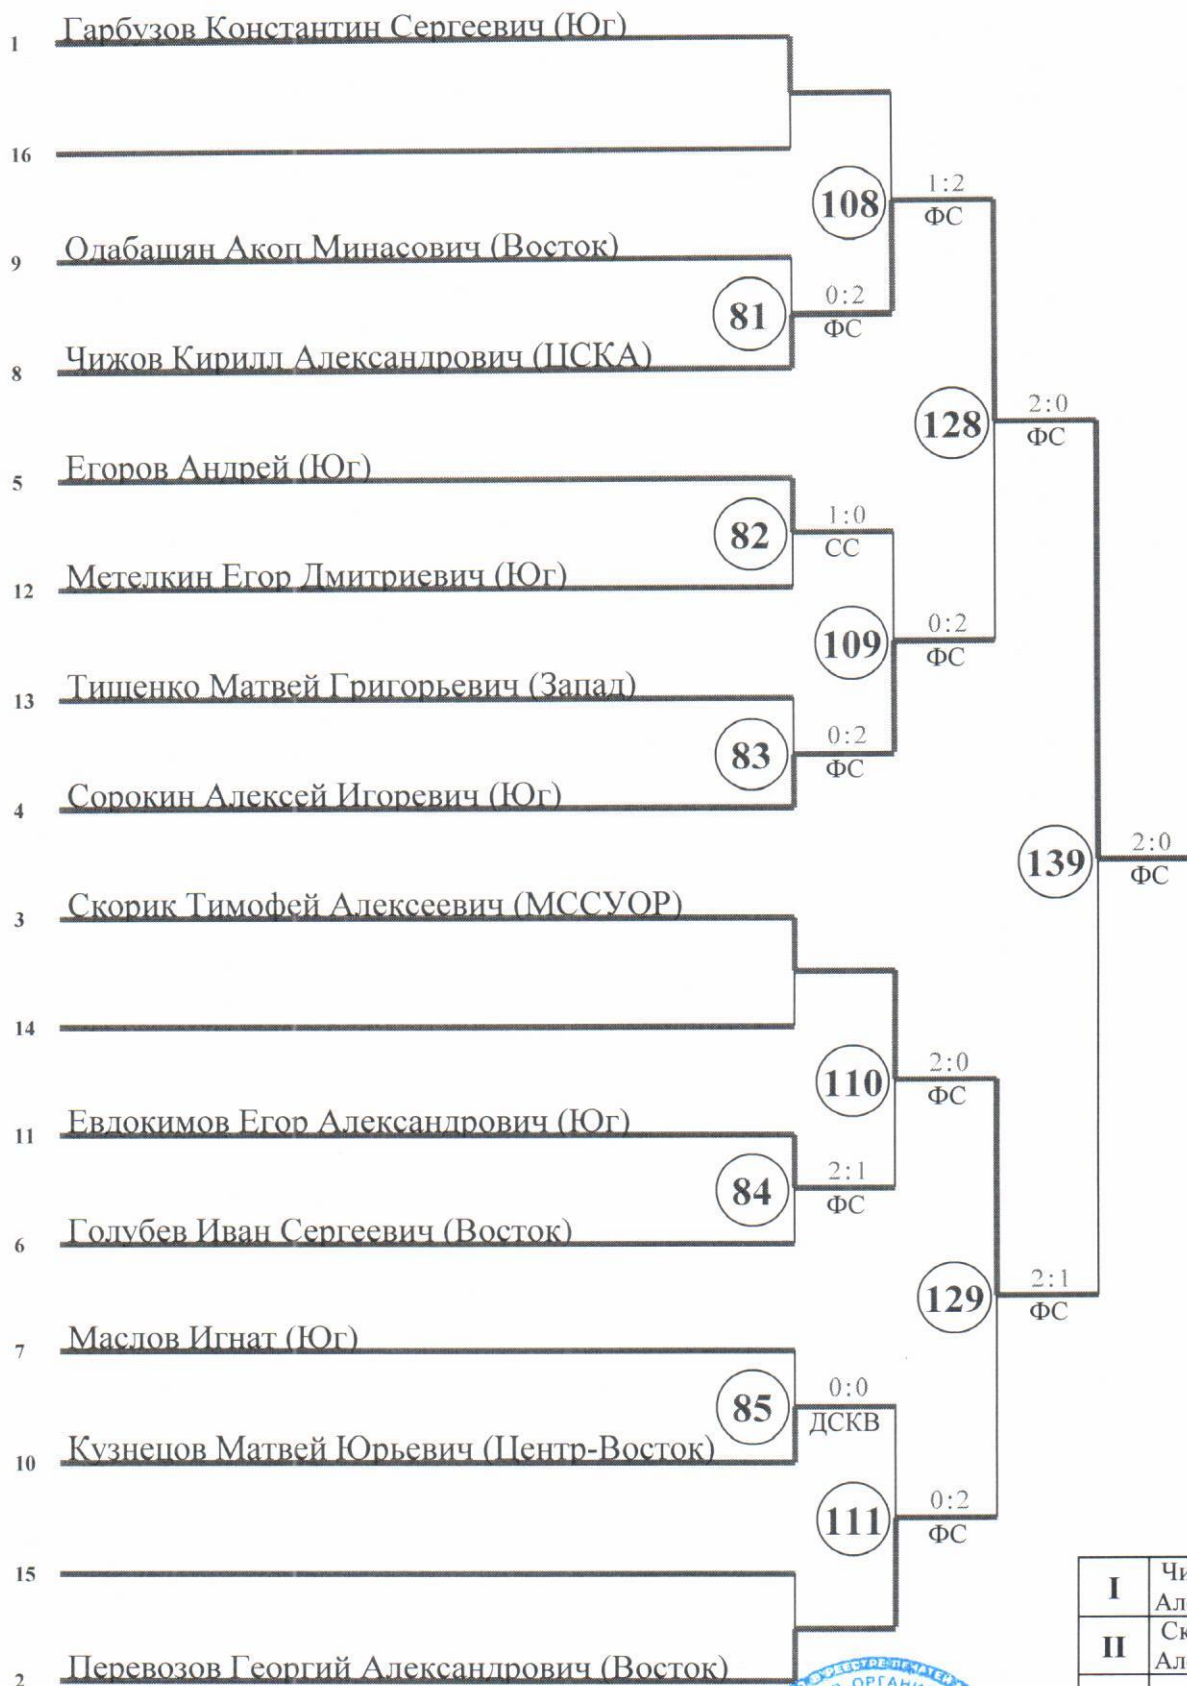 1 Гарбузов Константин Сергеевич (Юг)
16
108 1:2
ФС
9 Одабашян Акоп Минасович (Восток)
81 0:2
ФС
8 Чижов Кирилл Александрович (ЦСКА)
128 2:0
ФС
5 Егоров Андрей (Юг)
82 1:0
СС
12 Метелкин Егор Дмитриевич (Юг)
109 0:2
ФС
13 Тищенко Матвей Григорьевич (Запад)
83 0:2
ФС
4 Сорокин Алексей Игоревич (Юг)
139 2:0
ФС
3 Скорик Тимофей Алексеевич (МССУОР)
14
110 2:0
ФС
11 Евдокимов Егор Александрович (Юг)
84 2:1
ФС
6 Голубев Иван Сергеевич (Восток)
129 2:1
ФС
7 Маслов Игнат (Юг)
85 0:0
ДСКВ
10 Кузнецов Матвей Юрьевич (Центр-Восток)
111 0:2
ФС
15
I Чи
Ал
II Ск
Ал
2 Перевозов Георгий Александрович (Восток)
В РЕЕСТРЕ ПЕЧАТЕЙ